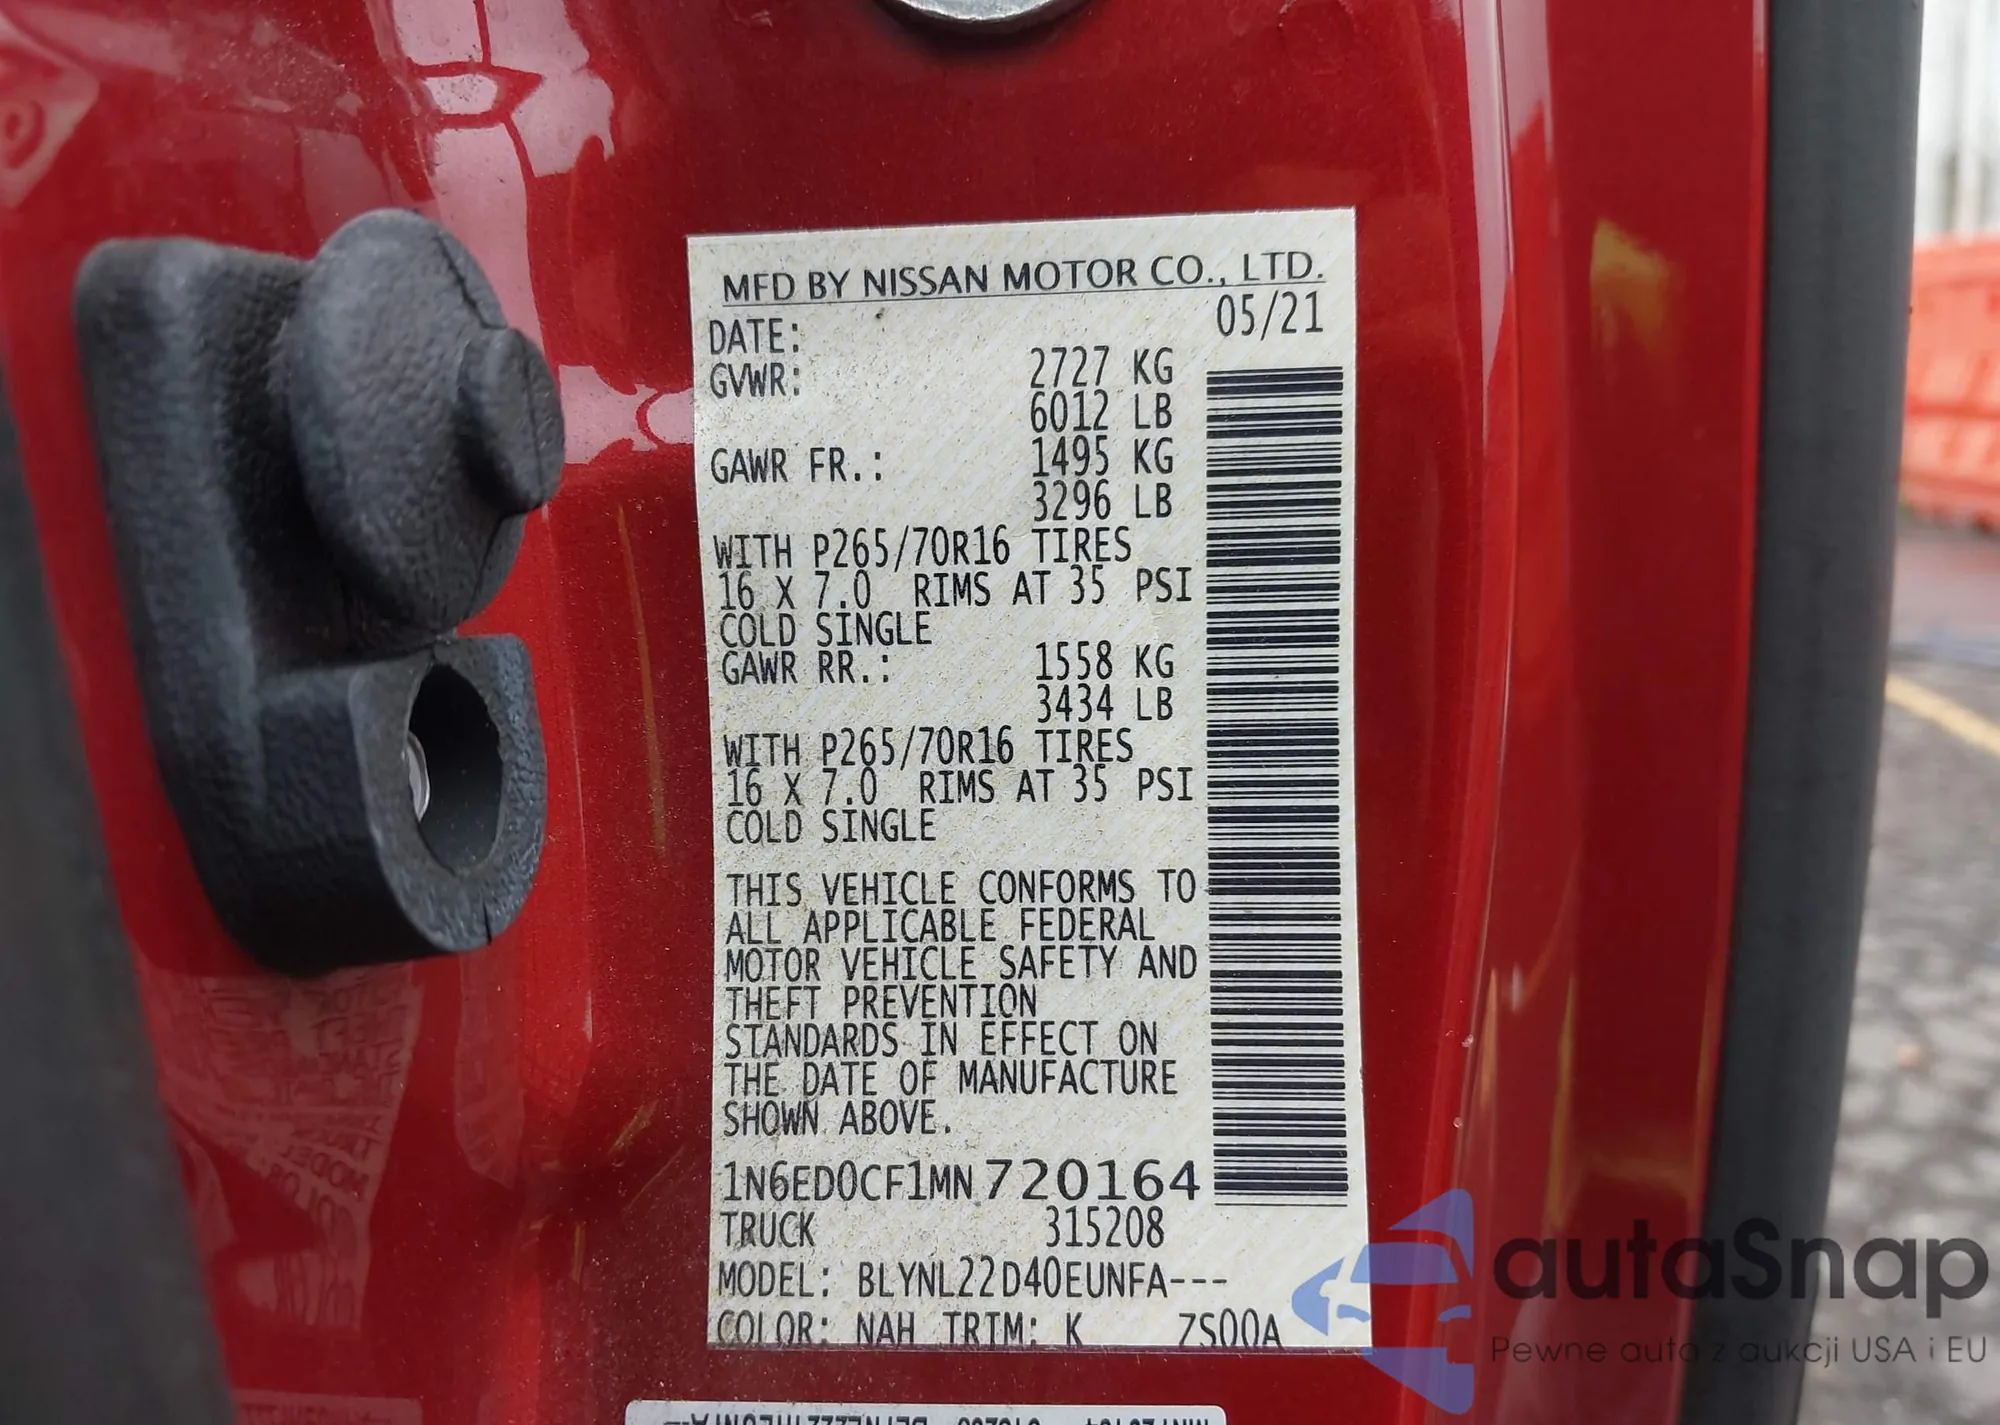 MFD BY NISSAN MOTOR CO., LTD.
DATE: 05/21
GVWR: 2727 KG
6012 LB
GAWR FR.: 1495 KG
3296 LB
WITH P265/70R16 TIRES
16 X 7.0 RIMS AT 35 PSI
COLD SINGLE
GAWR RR.: 1558 KG
3434 LB
WITH P265/70R16 TIRES
16 X 7.0 RIMS AT 35 PSI
COLD SINGLE
THIS VEHICLE CONFORMS TO
ALL APPLICABLE FEDERAL
MOTOR VEHICLE SAFETY AND
THEFT PREVENTION
STANDARDS IN EFFECT ON
THE DATE OF MANUFACTURE
SHOWN ABOVE.
1N6ED0CF1MN720164
TRUCK 315208
MODEL: BLYNL22D40EUNFA---
COLOR: NAH TRIM: K ZS00A
autaSnap
Pewne auta z aukcji USA i EU